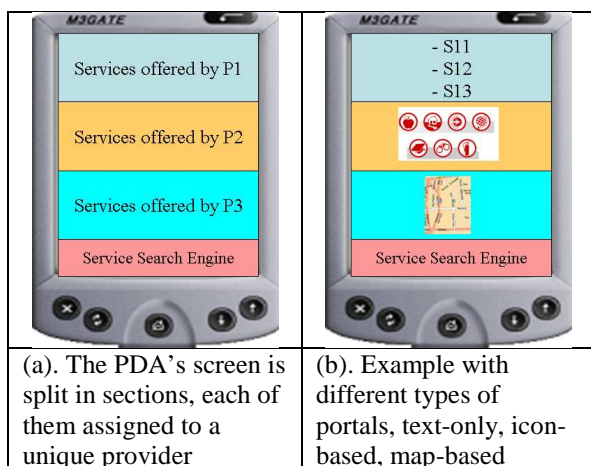 M3GATE
Services offered by P1
Services offered by P2
Services offered by P3
Service Search Engine
M3GATE
- S11
- S12
- S13
Service Search Engine
(a). The PDA's screen is
split in sections, each of
them assigned to a
unique provider
(b). Example with
different types of
portals, text-only, icon-
based, map-based